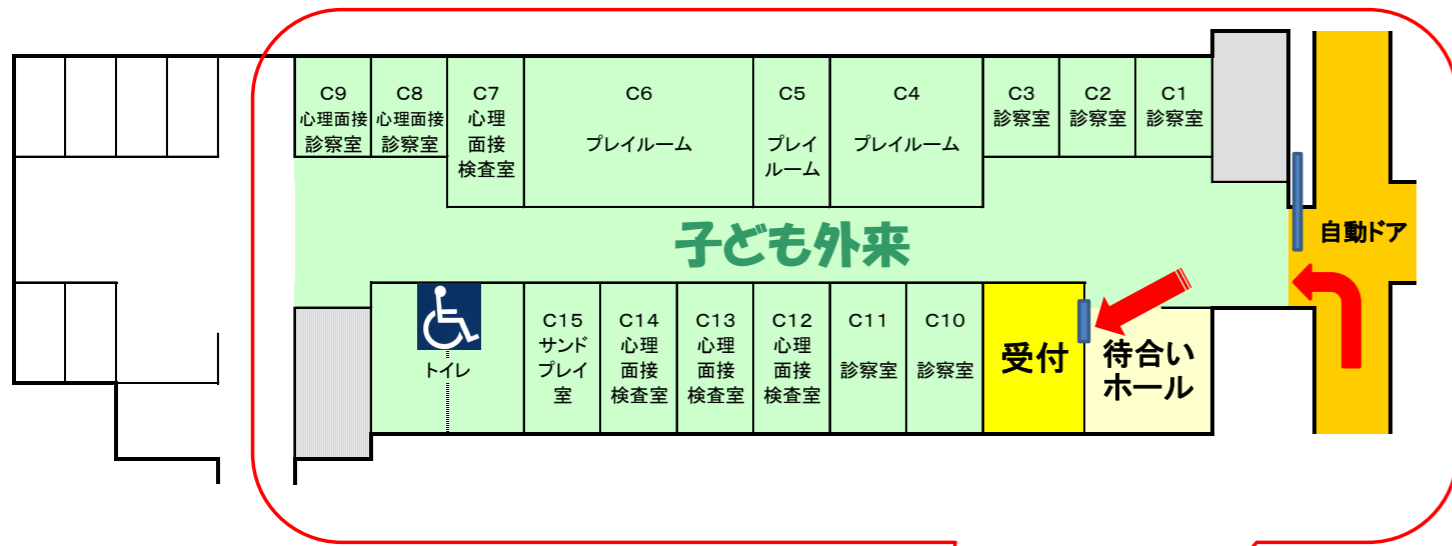 C9
心理面接
診察室
C8
心理面接
診察室
C7
心理
面接
検査室
C6
プレイルーム
C5
プレイ
ルーム
C4
プレイルーム
C3
診察室
C2
診察室
C1
診察室
子ども外来
自動ドア
トイレ
C15
サンド
プレイ
室
C14
心理
面接
検査室
C13
心理
面接
検査室
C12
心理
面接
検査室
C11
診察室
C10
診察室
受付
待合い
ホール